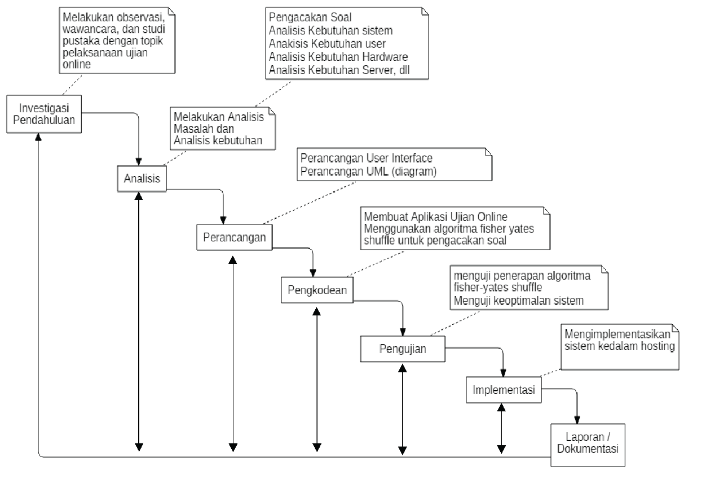 Melakukan observasi,
wawancara, dan studi
pustaka dengan topik
pelaksanaan ujian
online
Pengacakan Soal
Analisis Kebutuhan sistem
Anakisis Kebutuhan user
Analisis Kebutuhan Hardware
Analisis Kebutuhan Server, dll
Investigasi
Pendahuluan
Melakukan Analisis
Masalah dan
Analisis kebutuhan
Analisis
Perancangan User Interface
Perancangan UML (diagram)
Perancangan
Membuat Aplikasi Ujian Online
Menggunakan algoritma fisher yates
shuffle untuk pengacakan soal
Pengkodean
menguji penerapan algoritma
fisher-yates shuffle
Menguji keoptimalan sistem
Pengujian
Mengimplementasikan
sistem kedalam hosting
Implementasi
Laporan /
Dokumentasi